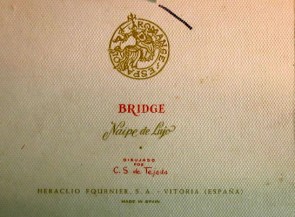 BRIDGE
Naipe de Lujo
DIBUJADO
POR
C. S. de Tejada
HERACLIO FOURNIER, S. A. - VITORIA (ESPAÑA)
MADE IN SPAIN